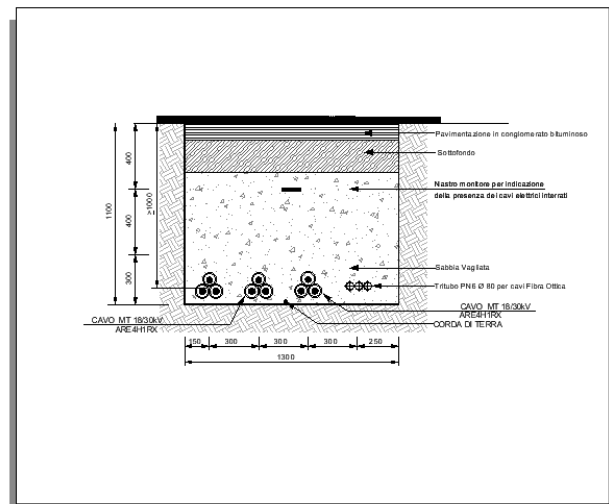 Pavimentazione in conglomerato bituminoso
Sottofondo
Nastro monitore per indicazione
della presenza dei cavi elettrici interrati
Sabbia Vagliata
Tritubo PN6 Ø 80 per cavi Fibra Ottica
CAVO MT 18/30kV
ARE4H1RX
CORDA DI TERRA
CAVO MT 18/30kV
ARE4H1RX
1100
400
400
300
≥1000
150 300 300 300 250
1300